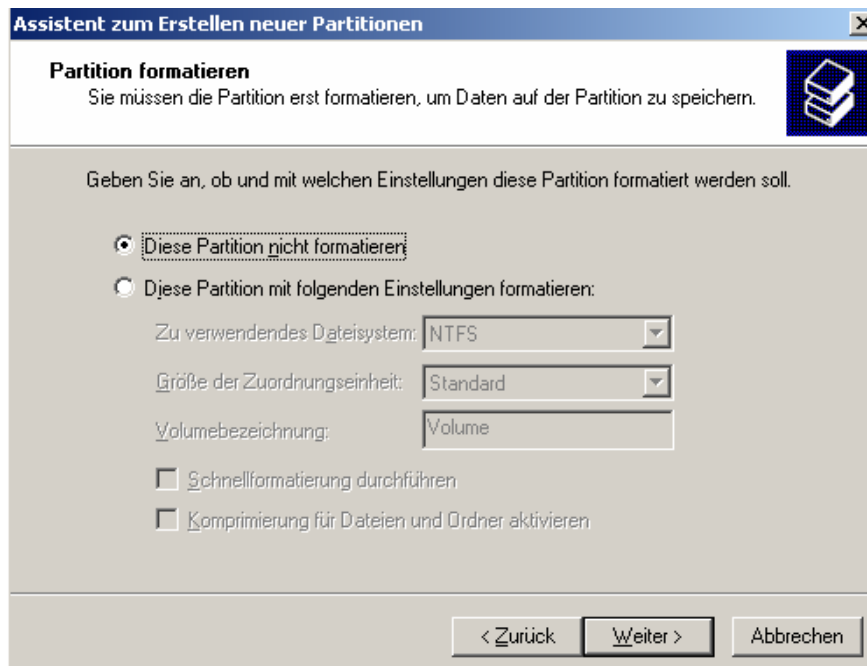 Assistent zum Erstellen neuer Partitionen
Partition formatieren
Sie müssen die Partition erst formatieren, um Daten auf der Partition zu speichern.
Geben Sie an, ob und mit welchen Einstellungen diese Partition formatiert werden soll.
Diese Partition nicht formatieren
Diese Partition mit folgenden Einstellungen formatieren:
Zu verwendendes Dateisystem: NTFS
Größe der Zuordnungseinheit: Standard
Volumebezeichnung: Volume
Schnellformatierung durchführen
Komprimierung für Dateien und Ordner aktivieren
< Zurück Weiter > Abbrechen